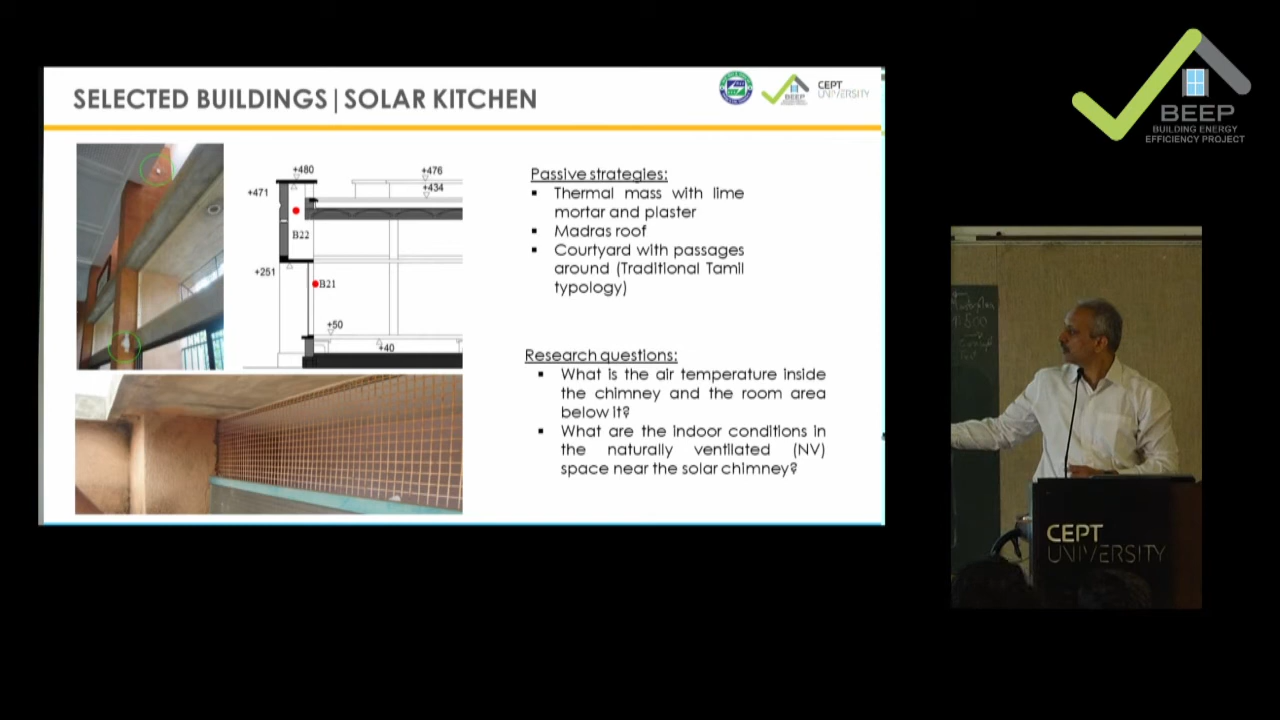 SELECTED BUILDINGS | SOLAR KITCHEN
BEEP
CEPT
UNIVERSITY
BEEP
BUILDING ENERGY
EFFICIENCY PROJECT
+480
+476
+471
+434
B22
+251
B21
+50
+40
Passive strategies:
▪ Thermal mass with lime
mortar and plaster
▪ Madras roof
▪ Courtyard with passages
around (Traditional Tamil
typology)
Research questions:
▪ What is the air temperature inside
the chimney and the room area
below it?
▪ What are the indoor conditions in
the naturally ventilated (NV)
space near the solar chimney?
500
CEPT
UNIVERSITY